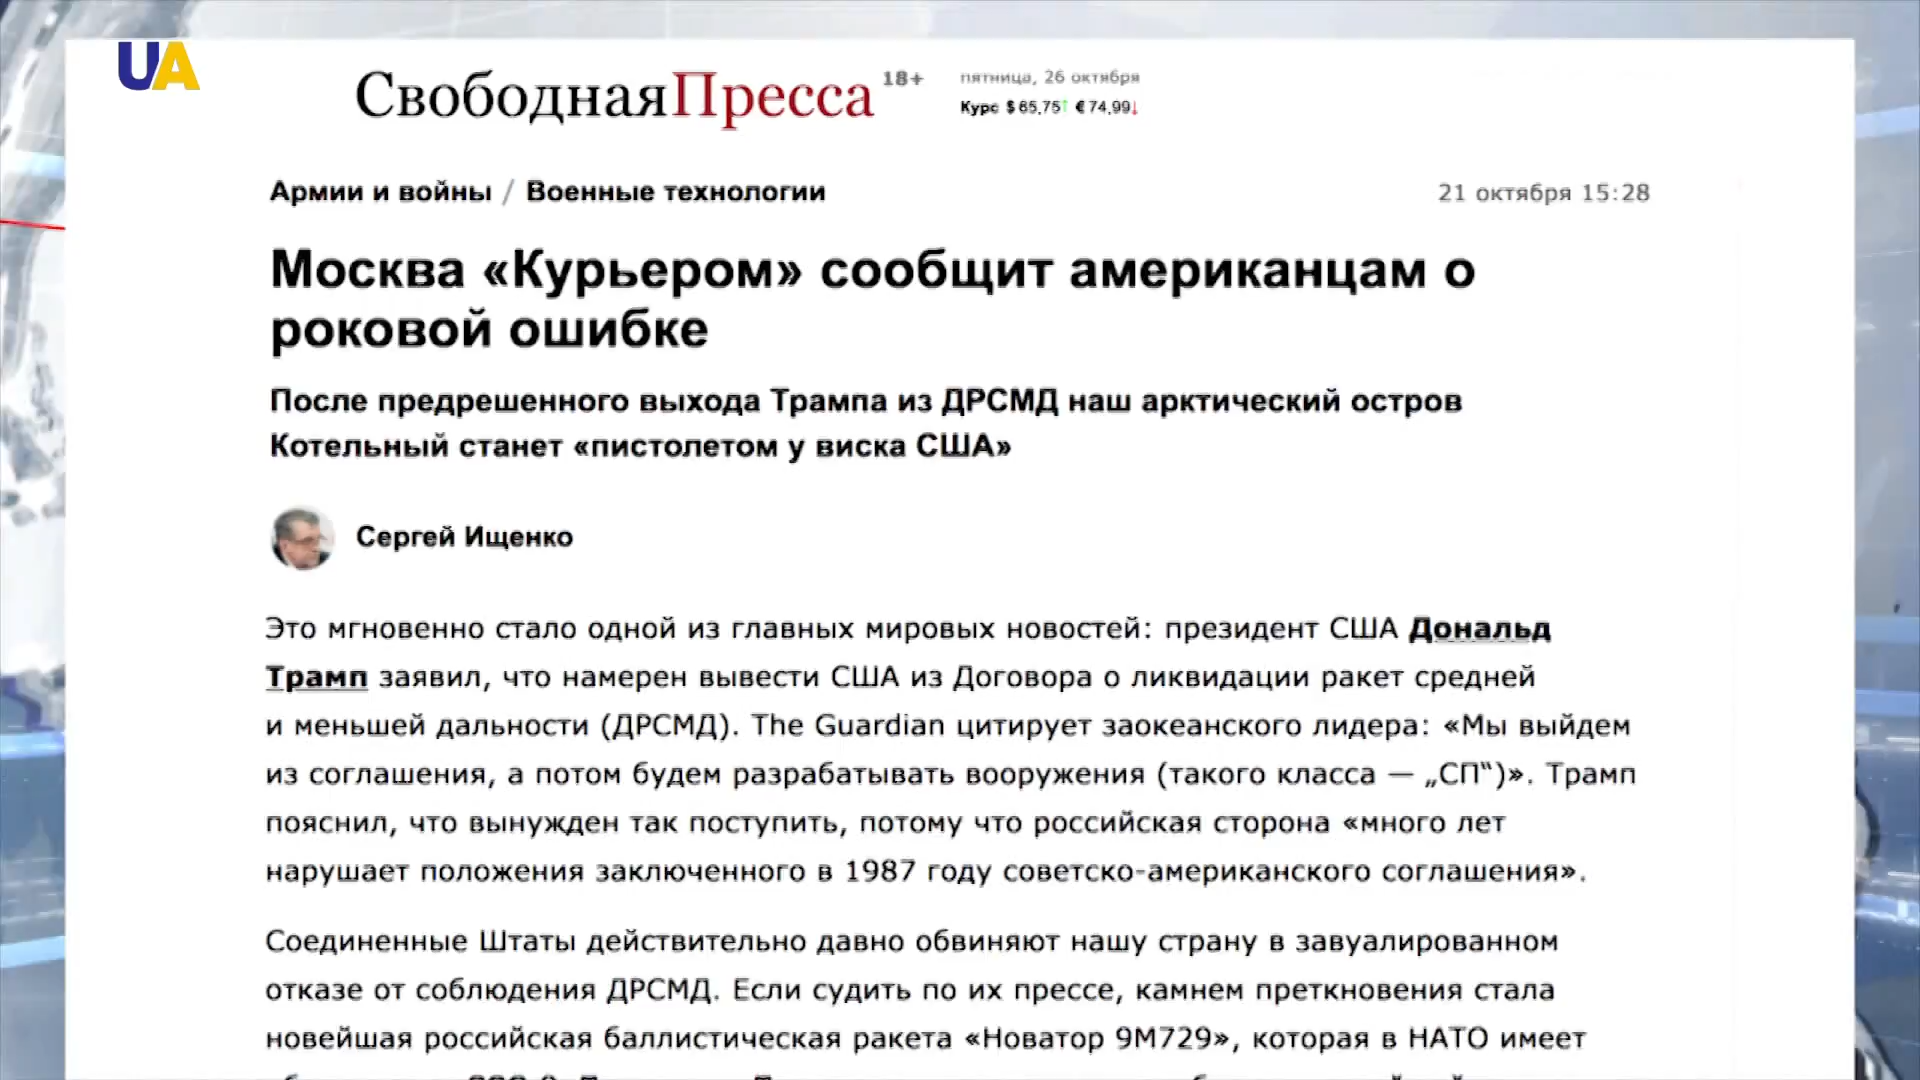 UA
СвободнаяПресса 18+
пятница, 26 октября
Курс $ 65,75↑ € 74,99↓
Армии и войны / Военные технологии
21 октября 15:28
Москва «Курьером» сообщит американцам о
роковой ошибке
После предрешенного выхода Трампа из ДРСМД наш арктический остров
Котельный станет «пистолетом у виска США»
Сергей Ищенко
Это мгновенно стало одной из главных мировых новостей: президент США Дональд
Трамп заявил, что намерен вывести США из Договора о ликвидации ракет средней
и меньшей дальности (ДРСМД). The Guardian цитирует заокеанского лидера: «Мы выйдем
из соглашения, а потом будем разрабатывать вооружения (такого класса — „СП“)». Трамп
пояснил, что вынужден так поступить, потому что российская сторона «много лет
нарушает положения заключенного в 1987 году советско-американского соглашения».
Соединенные Штаты действительно давно обвиняют нашу страну в завуалированном
отказе от соблюдения ДРСМД. Если судить по их прессе, камнем преткновения стала
новейшая российская баллистическая ракета «Новатор 9М729», которая в НАТО имеет